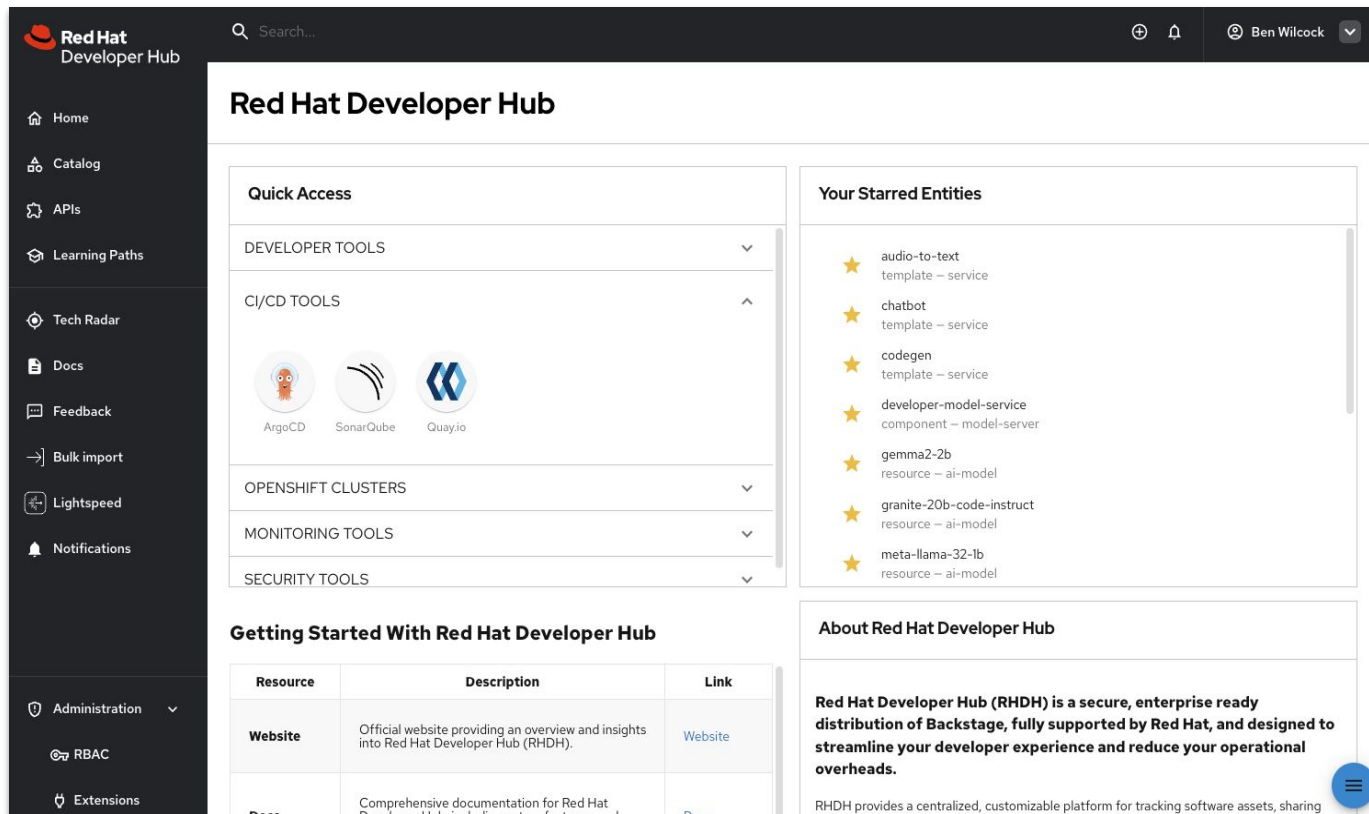 Red Hat
Developer Hub
Search...
Ben Wilcock
Home
Catalog
APIs
Learning Paths
Tech Radar
Docs
Feedback
Bulk import
Lightspeed
Notifications
Administration
RBAC
Extensions
Red Hat Developer Hub
Quick Access
DEVELOPER TOOLS
CI/CD TOOLS
ArgoCD SonarQube Quay.io
OPENSHIFT CLUSTERS
MONITORING TOOLS
SECURITY TOOLS
Your Starred Entities
audio-to-text
template — service
chatbot
template — service
codegen
template — service
developer-model-service
component — model-server
gemma2-2b
resource — ai-model
granite-20b-code-instruct
resource — ai-model
meta-llama-32-1b
resource — ai-model
Getting Started With Red Hat Developer Hub
Resource Description Link
Website
Official website providing an overview and insights
into Red Hat Developer Hub (RHDH).
Website
Comprehensive documentation for Red Hat
About Red Hat Developer Hub
Red Hat Developer Hub (RHDH) is a secure, enterprise ready
distribution of Backstage, fully supported by Red Hat, and designed to
streamline your developer experience and reduce your operational
overheads.
RHDH provides a centralized, customizable platform for tracking software assets, sharing